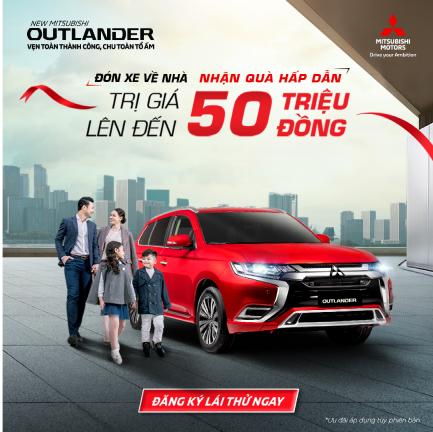 NEW MITSUBISHI
OUTLANDER
VẸN TOÀN THÀNH CÔNG, CHU TOÀN TỔ ẤM
MITSUBISHI
MOTORS
Drive your Ambition
ĐÓN XE VỀ NHÀ NHẬN QUÀ HẤP DẪN
TRỊ GIÁ
LÊN ĐẾN 50 TRIỆU
ĐỒNG
OUTLANDER
ĐĂNG KÝ LÁI THỬ NGAY
*Ưu đãi áp dụng tùy phiên bản